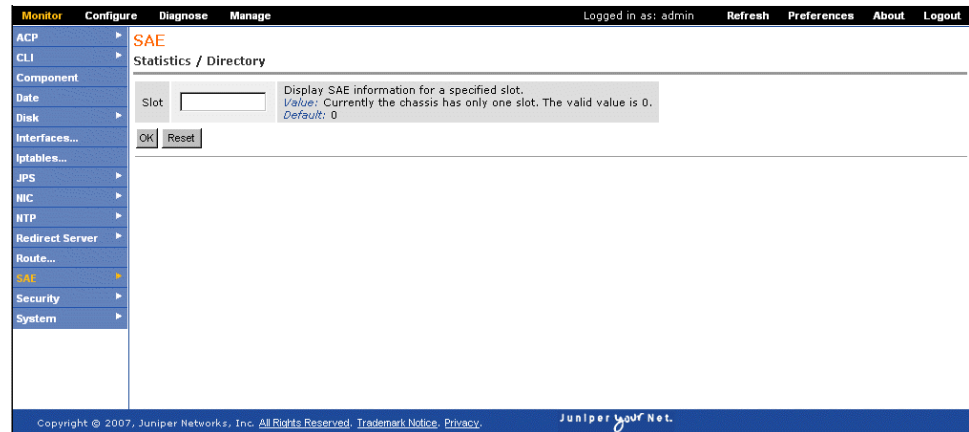 Monitor Configure Diagnose Manage Logged in as: admin Refresh Preferences About Logout
ACP
CLI
Component
Date
Disk
Interfaces...
Iptables...
JPS
NIC
NTP
Redirect Server
Route...
SAE
Security
System
SAE
Statistics / Directory
Slot
Display SAE information for a specified slot.
Value: Currently the chassis has only one slot. The valid value is 0.
Default: 0
OK Reset
Copyright © 2007, Juniper Networks, Inc. All Rights Reserved. Trademark Notice. Privacy.
Juniper your Net.